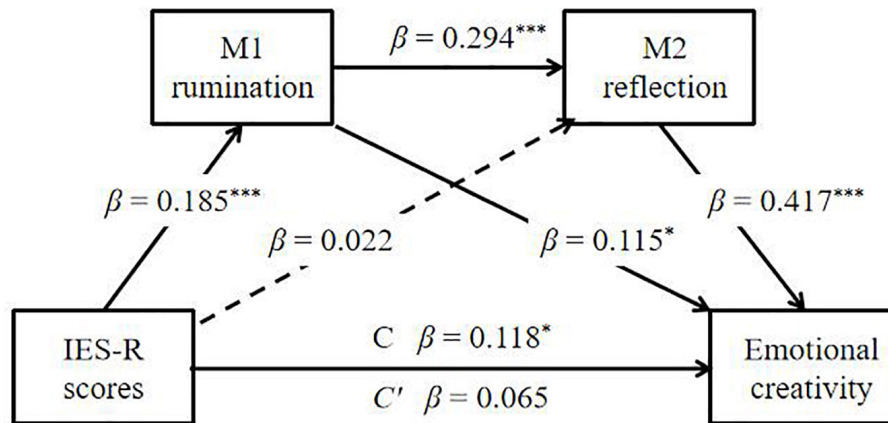 M1
rumination
β = 0.294***
M2
reflection
β = 0.185***
β = 0.022
β = 0.115*
β = 0.417***
IES-R
scores
C β = 0.118*
C' β = 0.065
Emotional
creativity